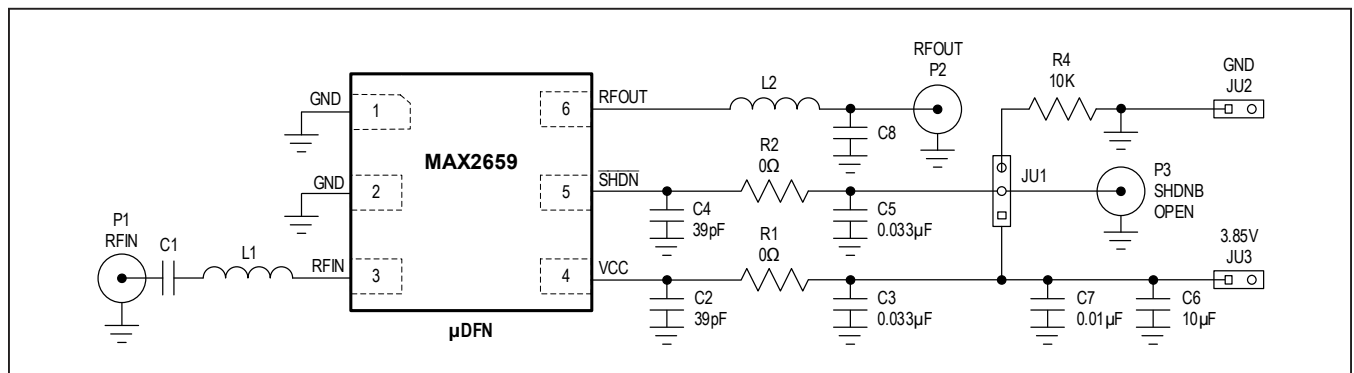 GND
1
GND
2
P1
RFIN
C1
L1
RFIN
3
MAX2659
µDFN
6
RFOUT
5
SHDN
4
VCC
L2
C8
RFOUT
P2
R2
0Ω
C4
39pF
C5
0.033µF
R1
0Ω
C2
39pF
C3
0.033µF
R4
10K
GND
JU2
JU1
P3
SHDNB
OPEN
3.85V
JU3
C7
0.01µF
C6
10µF